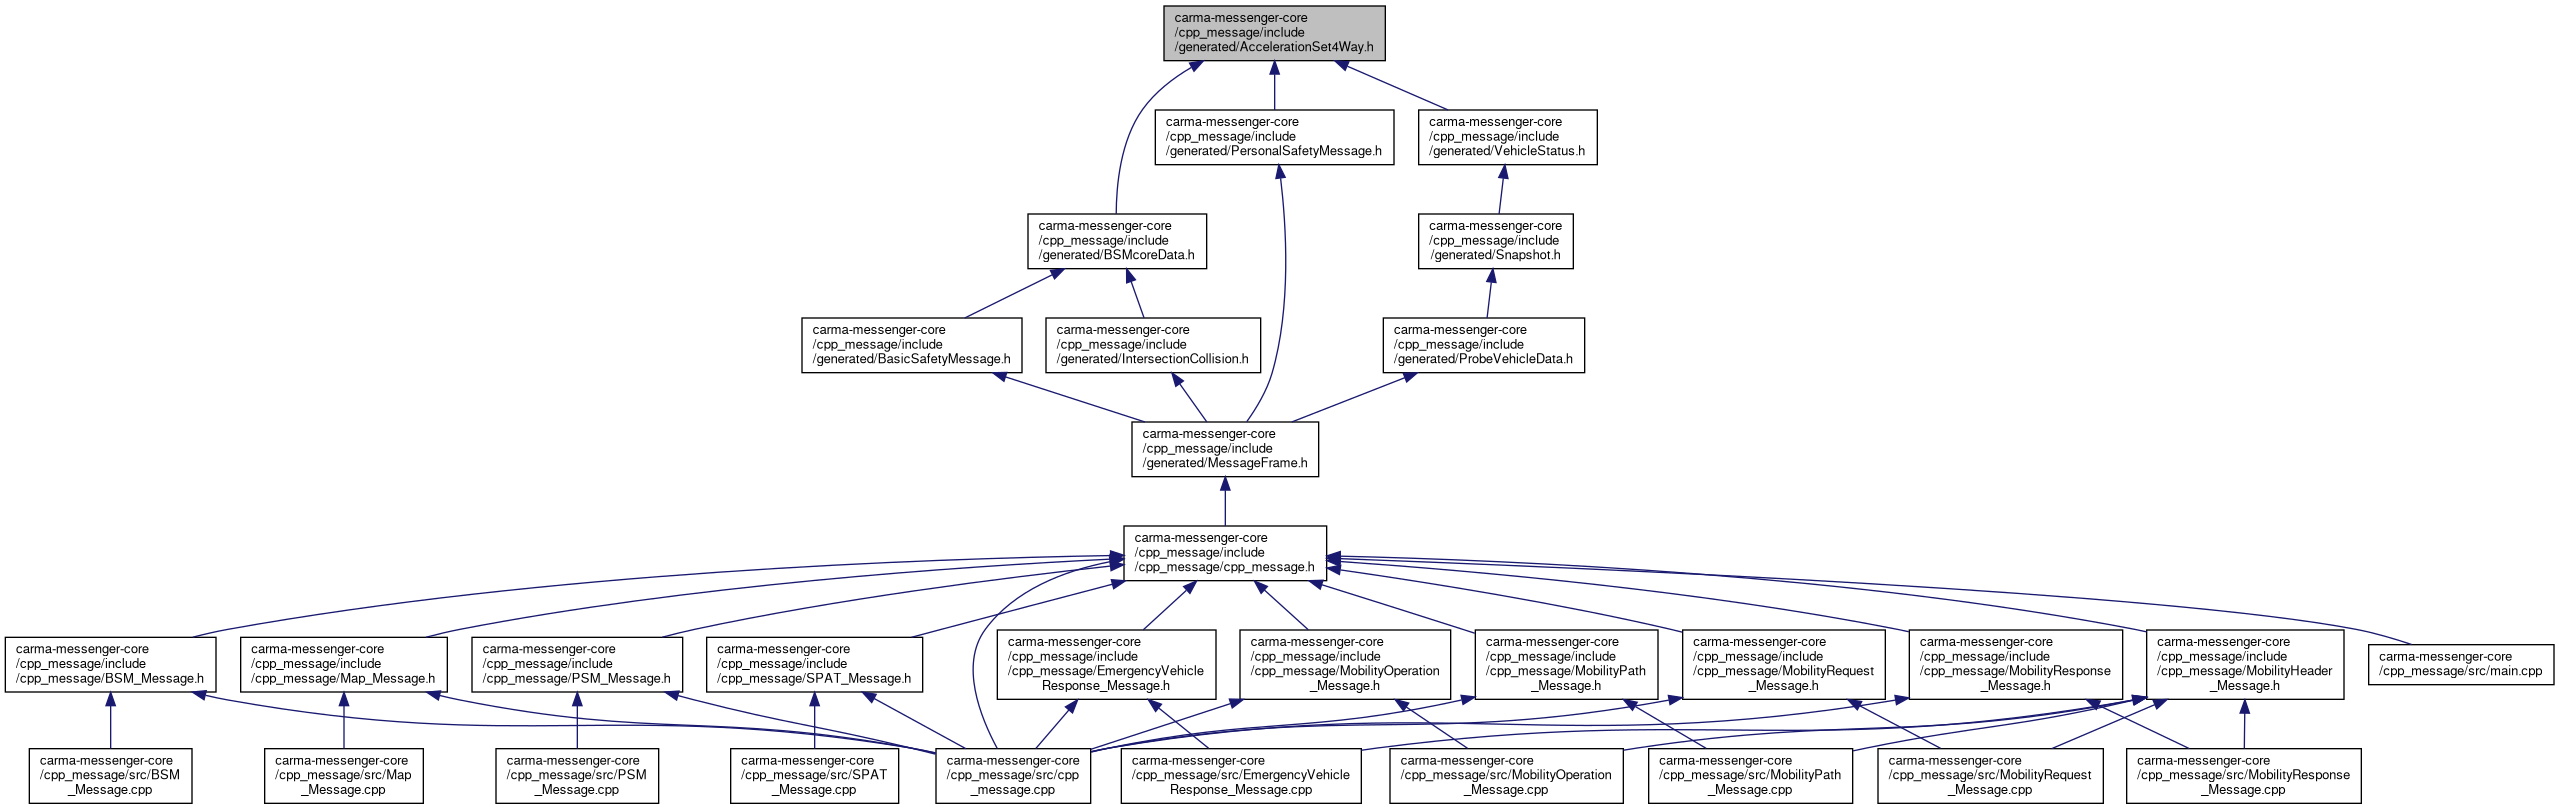 carma-messenger-core
/cpp_message/include
/generated/AccelerationSet4Way.h
carma-messenger-core
/cpp_message/include
/generated/PersonalSafetyMessage.h
carma-messenger-core
/cpp_message/include
/generated/VehicleStatus.h
carma-messenger-core
/cpp_message/include
/generated/BSMcoreData.h
carma-messenger-core
/cpp_message/include
/generated/Snapshot.h
carma-messenger-core
/cpp_message/include
/generated/BasicSafetyMessage.h
carma-messenger-core
/cpp_message/include
/generated/IntersectionCollision.h
carma-messenger-core
/cpp_message/include
/generated/ProbeVehicleData.h
carma-messenger-core
/cpp_message/include
/generated/MessageFrame.h
carma-messenger-core
/cpp_message/include
/cpp_message/cpp_message.h
carma-messenger-core
/cpp_message/include
/cpp_message/BSM_Message.h
carma-messenger-core
/cpp_message/include
/cpp_message/Map_Message.h
carma-messenger-core
/cpp_message/include
/cpp_message/PSM_Message.h
carma-messenger-core
/cpp_message/include
/cpp_message/SPAT_Message.h
carma-messenger-core
/cpp_message/include
/cpp_message/EmergencyVehicle
Response_Message.h
carma-messenger-core
/cpp_message/include
/cpp_message/MobilityOperation
_Message.h
carma-messenger-core
/cpp_message/include
/cpp_message/MobilityPath
_Message.h
carma-messenger-core
/cpp_message/include
/cpp_message/MobilityRequest
_Message.h
carma-messenger-core
/cpp_message/include
/cpp_message/MobilityResponse
_Message.h
carma-messenger-core
/cpp_message/include
/cpp_message/MobilityHeader
_Message.h
carma-messenger-core
/cpp_message/src/main.cpp
carma-messenger-core
/cpp_message/src/BSM
_Message.cpp
carma-messenger-core
/cpp_message/src/Map
_Message.cpp
carma-messenger-core
/cpp_message/src/PSM
_Message.cpp
carma-messenger-core
/cpp_message/src/SPAT
_Message.cpp
carma-messenger-core
/cpp_message/src/cpp
_message.cpp
carma-messenger-core
/cpp_message/src/EmergencyVehicle
Response_Message.cpp
carma-messenger-core
/cpp_message/src/MobilityOperation
_Message.cpp
carma-messenger-core
/cpp_message/src/MobilityPath
_Message.cpp
carma-messenger-core
/cpp_message/src/MobilityRequest
_Message.cpp
carma-messenger-core
/cpp_message/src/MobilityResponse
_Message.cpp